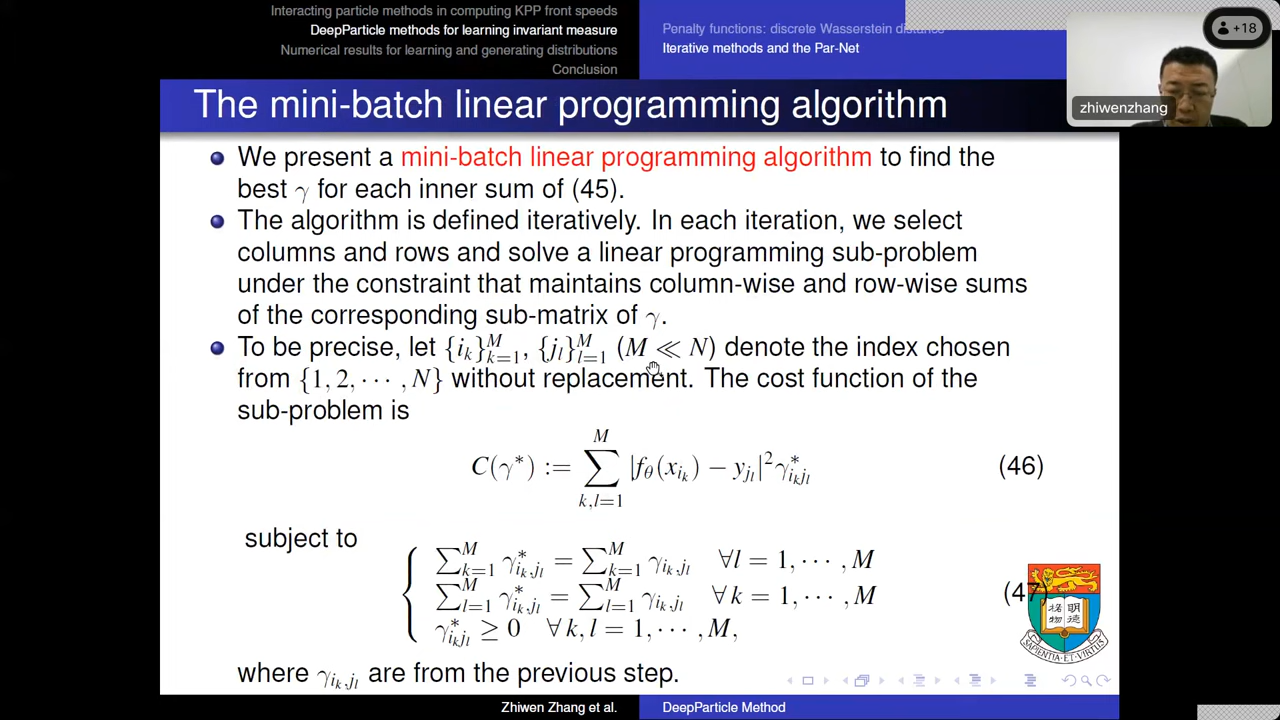 Interacting particle methods in computing KPP front speeds
DeepParticle methods for learning invariant measure
Numerical results for learning and generating distributions
Conclusion
Penalty functions: discrete Wasserstein distance
Iterative methods and the Par-Net
+18
zhiwenzhang
The mini-batch linear programming algorithm
We present a mini-batch linear programming algorithm to find the
best γ for each inner sum of (45).
The algorithm is defined iteratively. In each iteration, we select
columns and rows and solve a linear programming sub-problem
under the constraint that maintains column-wise and row-wise sums
of the corresponding sub-matrix of γ.
To be precise, let {i_k}_{k=1}^M, {j_l}_{l=1}^M (M ≪ N) denote the index chosen
from {1, 2, ⋯ , N} without replacement. The cost function of the
sub-problem is
C(γ*) := ∑_{k,l=1}^M |f_θ(x_{i_k}) − y_{j_l}|² γ*_{i_k j_l} (46)
subject to
∑_{k=1}^M γ*_{i_k,j_l} = ∑_{k=1}^M γ_{i_k,j_l} ∀l = 1, ⋯ , M
∑_{l=1}^M γ*_{i_k,j_l} = ∑_{l=1}^M γ_{i_k,j_l} ∀ k = 1, ⋯ , M (47)
γ*_{i_k j_l} ≥ 0 ∀ k, l = 1, ⋯ , M,
where γ_{i_k,j_l} are from the previous step.
SAPIENTIA ET VIRTUS
Zhiwen Zhang et al.
DeepParticle Method